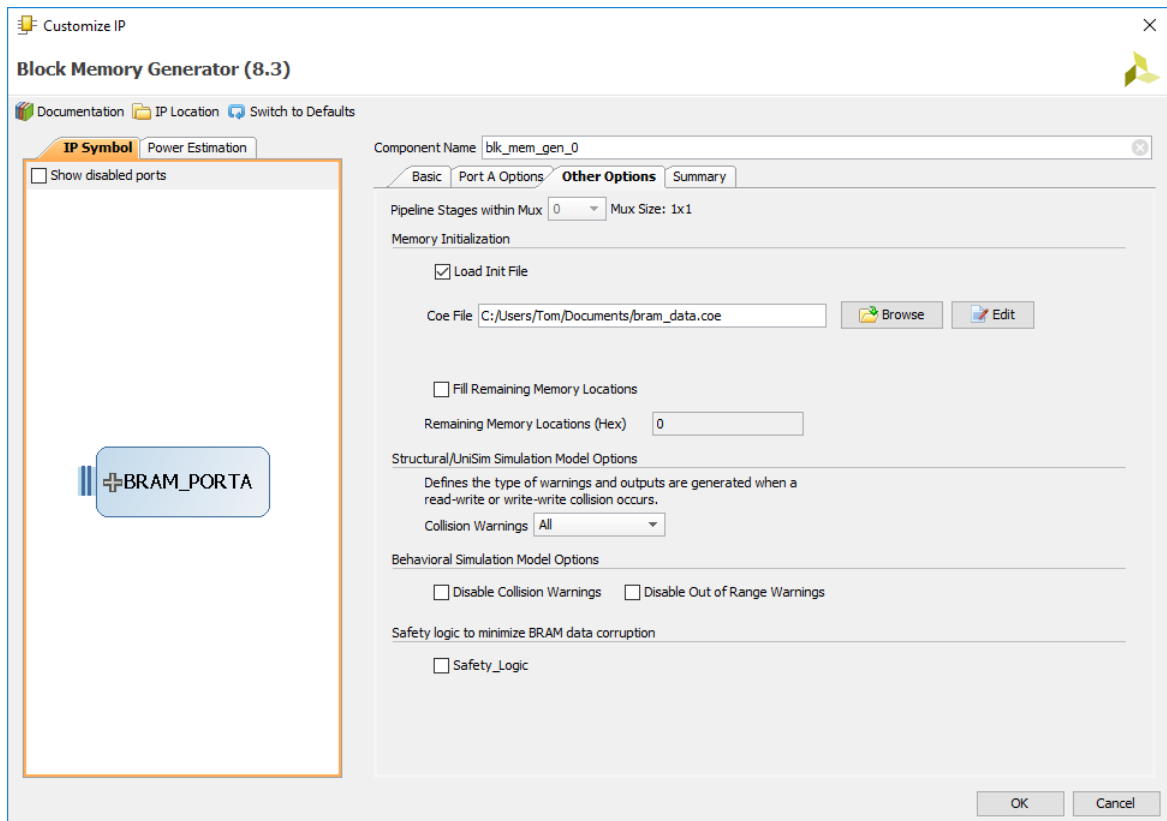 Customize IP
Block Memory Generator (8.3)
Documentation IP Location Switch to Defaults
IP Symbol Power Estimation
Show disabled ports
BRAM_PORTA
Component Name blk_mem_gen_0
Basic Port A Options Other Options Summary
Pipeline Stages within Mux 0 Mux Size: 1x1
Memory Initialization
Load Init File
Coe File C:/Users/Tom/Documents/bram_data.coe Browse Edit
Fill Remaining Memory Locations
Remaining Memory Locations (Hex) 0
Structural/UniSim Simulation Model Options
Defines the type of warnings and outputs are generated when a
read-write or write-write collision occurs.
Collision Warnings All
Behavioral Simulation Model Options
Disable Collision Warnings Disable Out of Range Warnings
Safety logic to minimize BRAM data corruption
Safety_Logic
OK Cancel